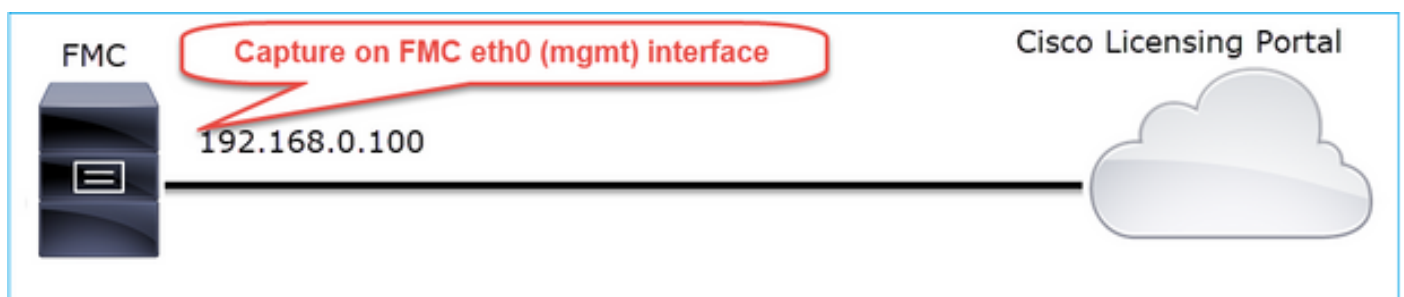 FMC
Capture on FMC eth0 (mgmt) interface
Cisco Licensing Portal
192.168.0.100